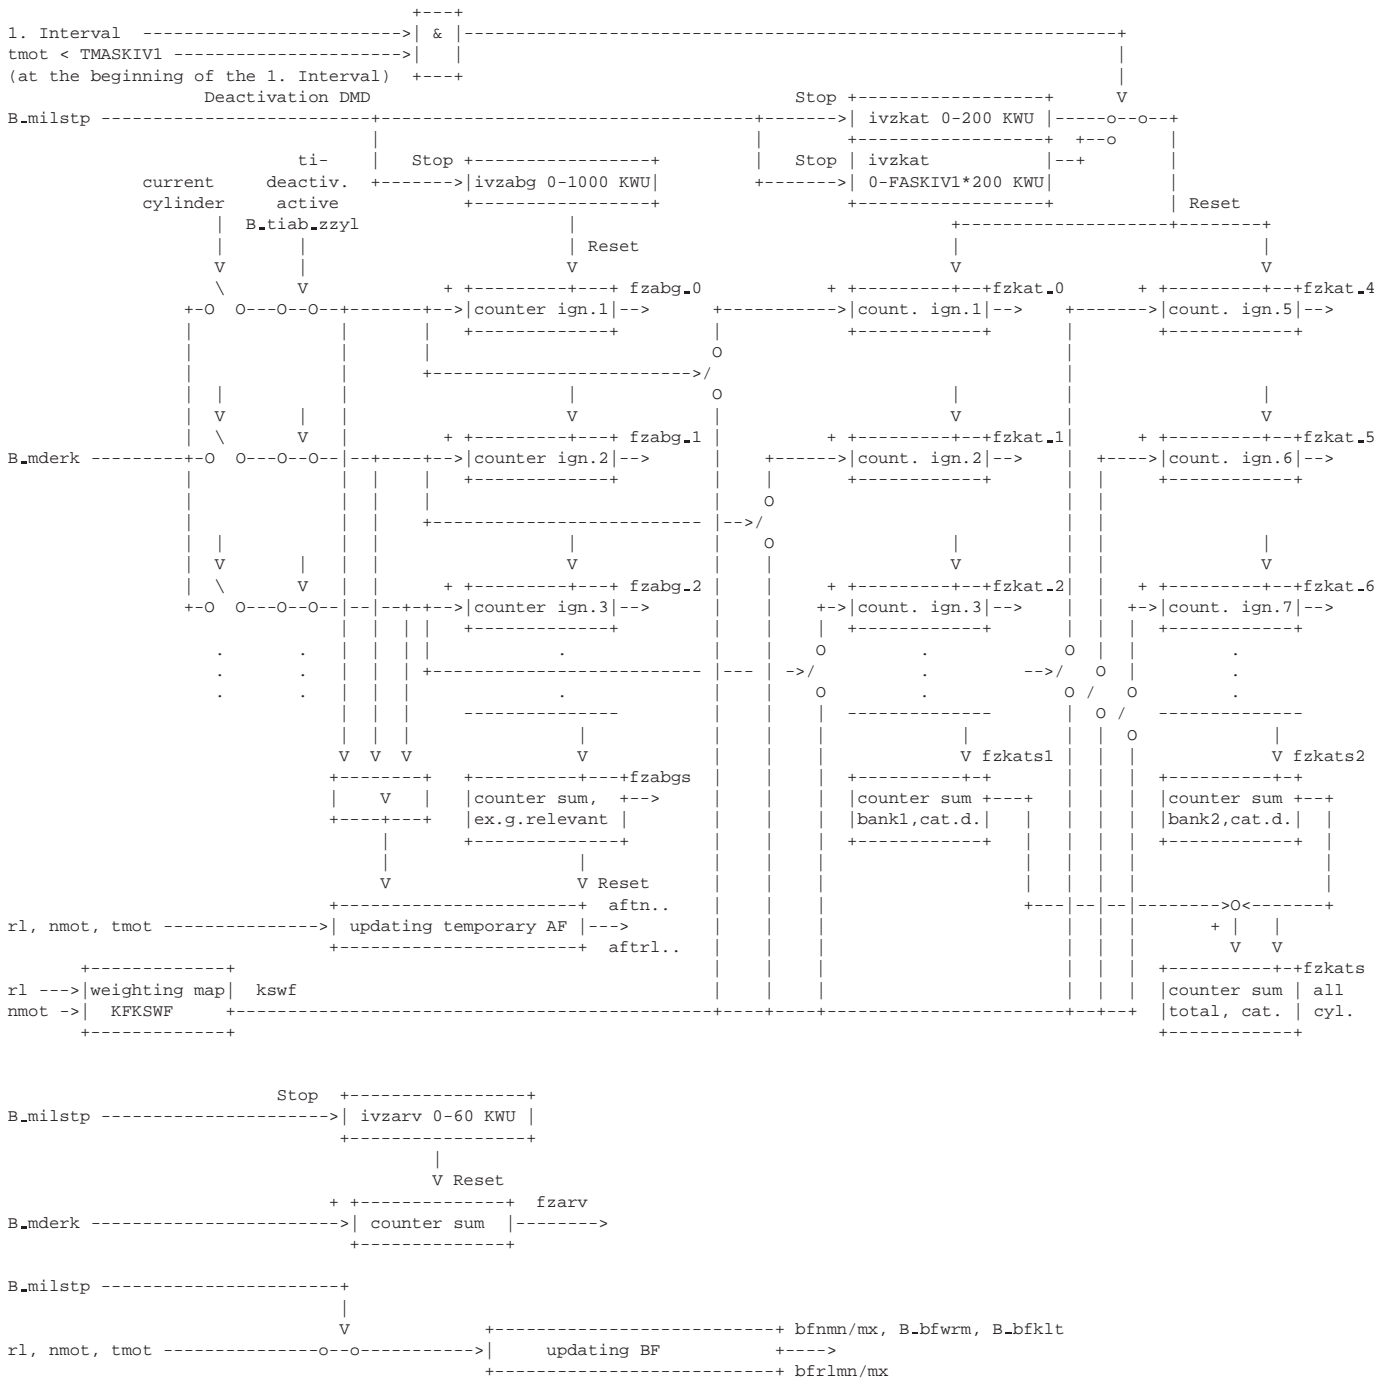 1. Interval ------------------------->| & |---------------------------------------------------------------+
tmot < TMASKIV1 ---------------------->| |
(at the beginning of the 1. Interval) +---+
Deactivation DMD Stop V
B_milstp ivzkat 0-200 KWU
ti- Stop Stop ivzkat
current deactiv. ivzabg 0-1000 KWU 0-FASKIV1*200 KWU
cylinder active Reset
B_tiab_zzyl
Reset
V V V V
\ V + fzabg_0 + fzkat_0 + fzkat_4
O O---O--O counter ign.1 count. ign.1 count. ign.5
O
/
O
V V V V
\ V + fzabg_1 + fzkat_1 + fzkat_5
B_mderk O O---O--O counter ign.2 count. ign.2 count. ign.6
O
/
O
V V V V
\ V + fzabg_2 + fzkat_2 + fzkat_6
O O---O--O counter ign.3 count. ign.3 count. ign.7
. . . O . O .
. . / . / O .
. . . O . O / O .
O /
O
V V V V V fzkats1 V fzkats2
fzabgs
V counter sum, counter sum counter sum
ex.g.relevant bank1,cat.d. bank2,cat.d.
V V Reset
aftn..
rl, nmot, tmot updating temporary AF >O<
aftrl.. +
V V
fzkats
rl --->|weighting map| kswf counter sum all
nmot ->| KFKSWF total, cat. cyl.
Stop
B_milstp ----------------------->| ivzarv 0-60 KWU |
V Reset
+ fzarv
B_mderk ------------------------>| counter sum |-------->
B_milstp -----------------------+
V bfnmn/mx, B_bfwrm, B_bfklt
rl, nmot, tmot ---------------o--o----------->| updating BF +---->
bfrlmn/mx